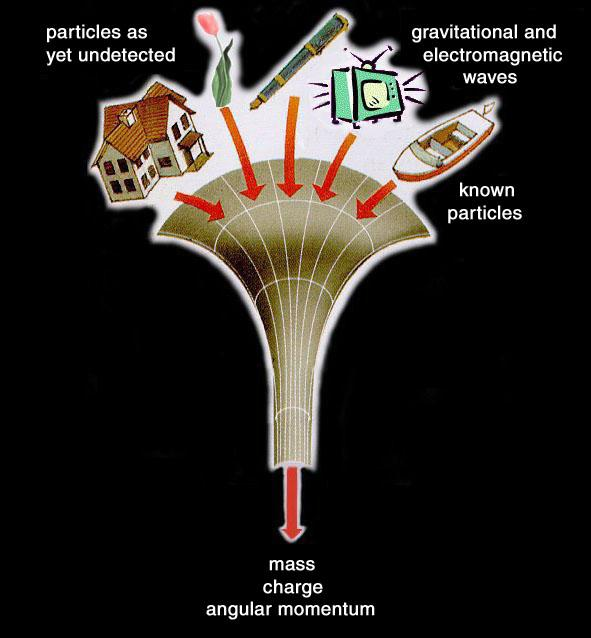 particles as
yet undetected
gravitational and
electromagnetic
waves
known
particles
mass
charge
angular momentum